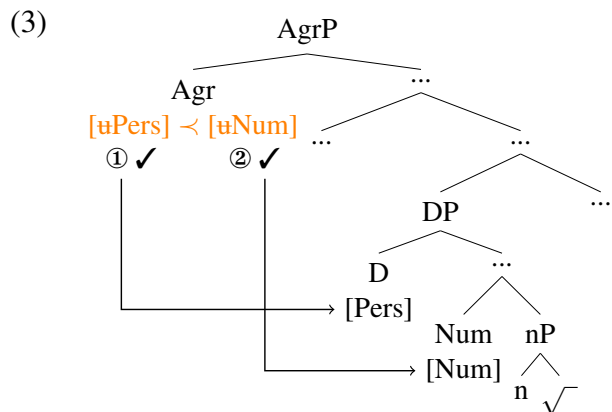 (3)
AgrP
Agr ...
[uPers] ≺ [uNum] ... ...
① ✓ ② ✓
DP ...
D ...
[Pers]
Num nP
[Num] n √